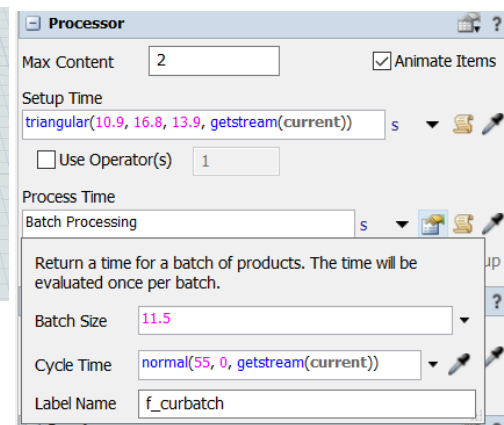 Processor
?
Max Content 2 Animate Items
Setup Time
triangular(10.9, 16.8, 13.9, getstream(current)) s
Use Operator(s) 1
Process Time
Batch Processing s
Return a time for a batch of products. The time will be
evaluated once per batch.
Batch Size 11.5
Cycle Time normal(55, 0, getstream(current))
Label Name f_curbatch
up
?